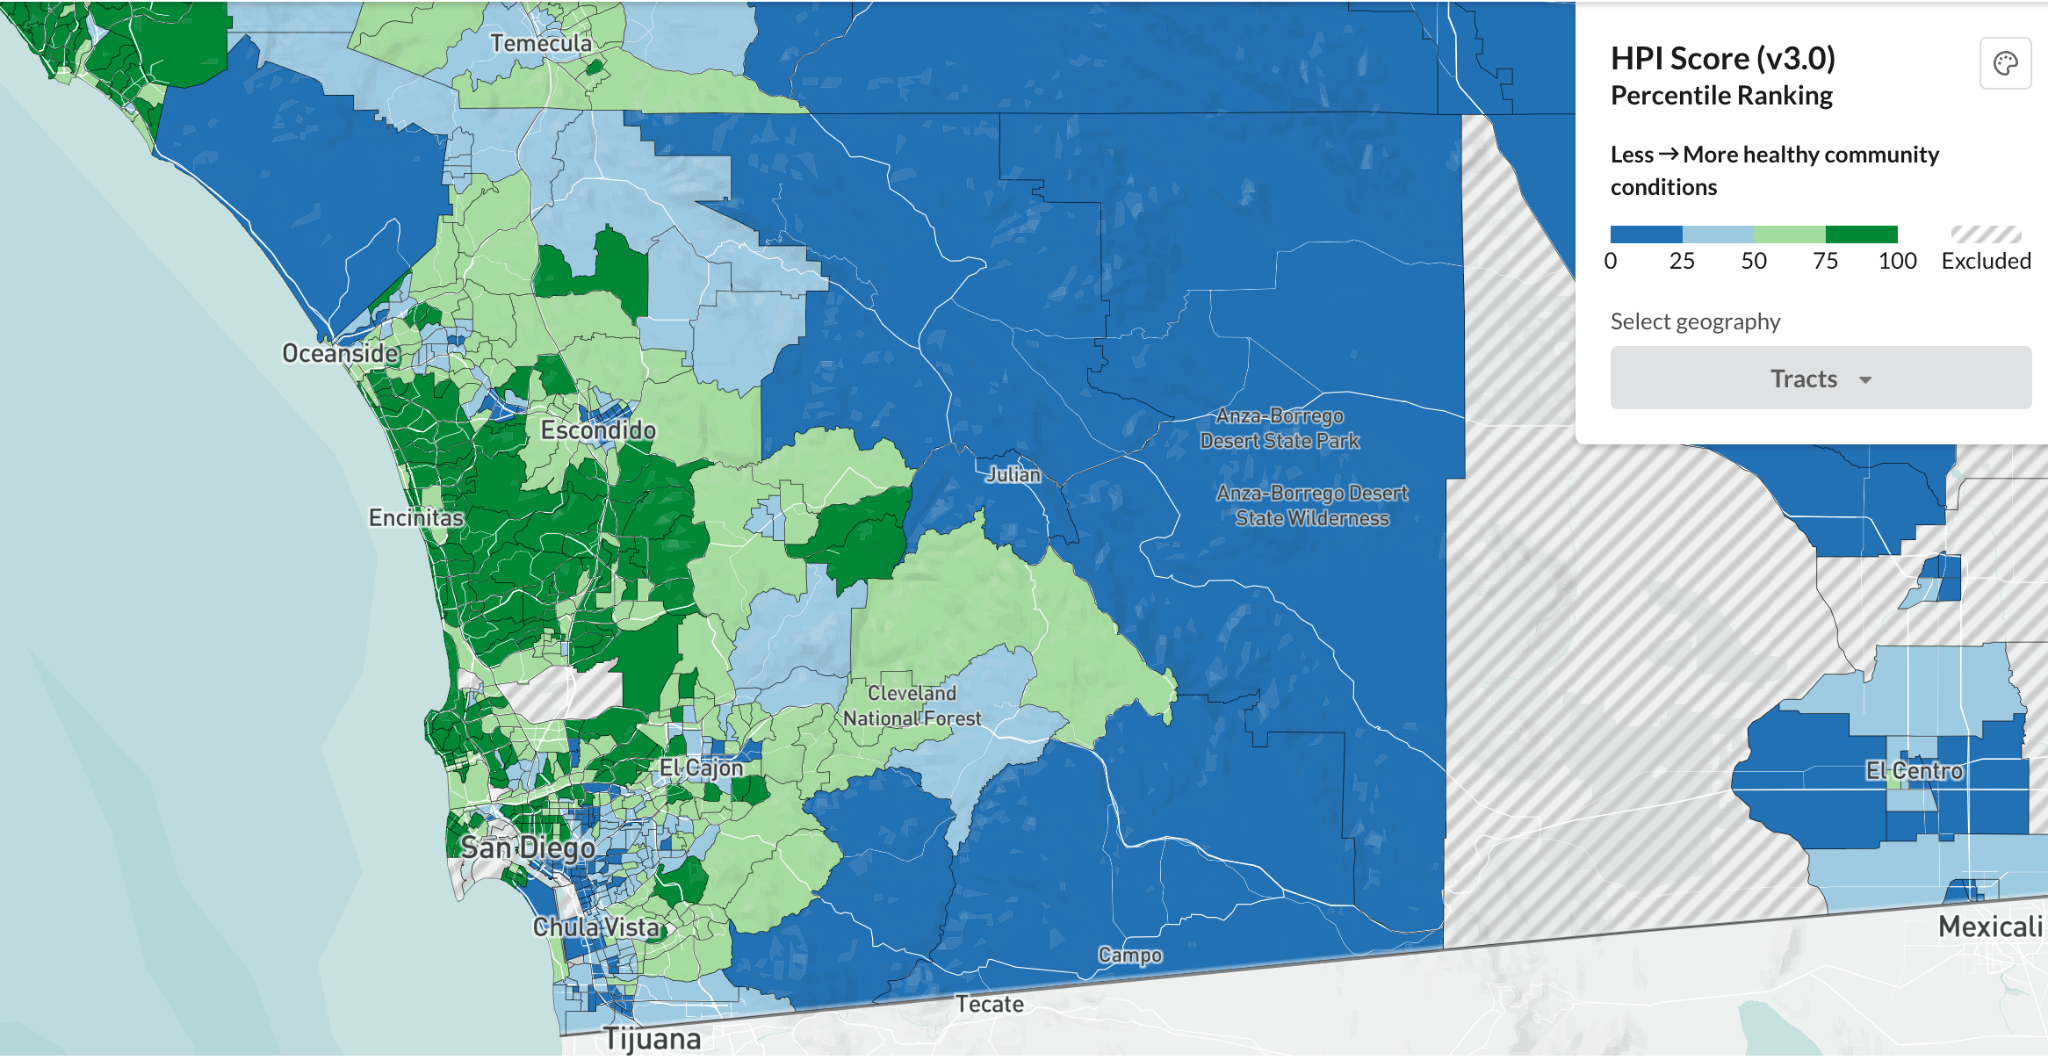 Temecula
HPI Score (v3.0)
Percentile Ranking
Less → More healthy community
conditions
0 25 50 75 100 Excluded
Select geography
Tracts
Oceanside
Escondido
Anza-Borrego
Desert State Park
Julian
Anza-Borrego Desert
State Wilderness
Encinitas
Cleveland
National Forest
El Cajon
El Centro
San Diego
Chula Vista
Mexicali
Campo
Tecate
Tijuana